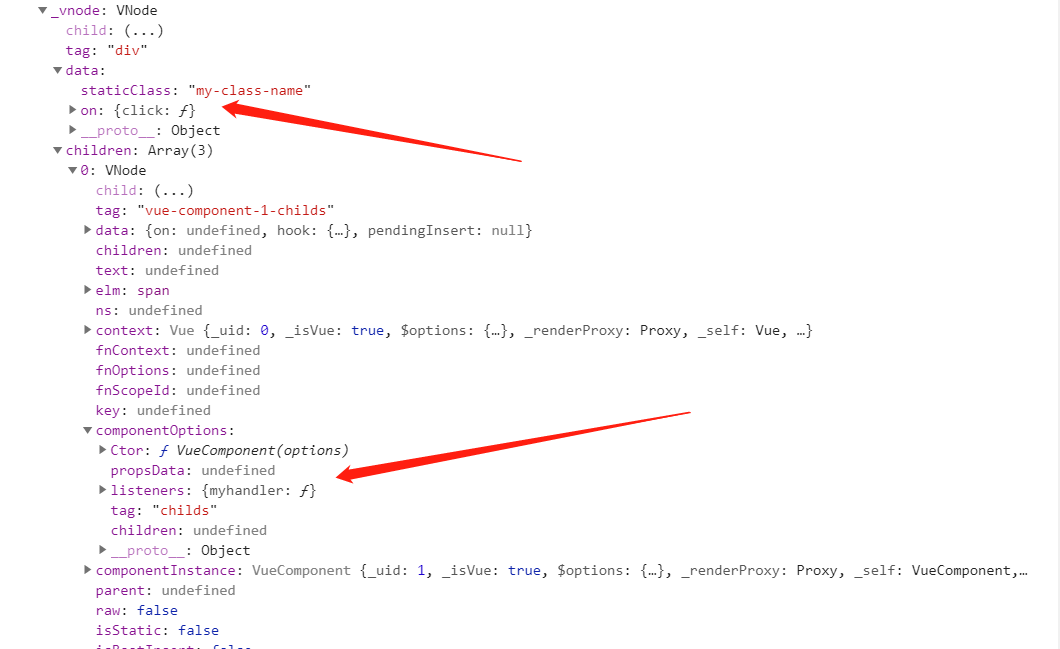 _vnode: VNode
child: (...)
tag: "div"
data:
staticClass: "my-class-name"
on: {click: ƒ}
__proto__: Object
children: Array(3)
0: VNode
child: (...)
tag: "vue-component-1-childs"
data: {on: undefined, hook: {…}, pendingInsert: null}
children: undefined
text: undefined
elm: span
ns: undefined
context: Vue {_uid: 0, _isVue: true, $options: {…}, _renderProxy: Proxy, _self: Vue, …}
fnContext: undefined
fnOptions: undefined
fnScopeId: undefined
key: undefined
componentOptions:
Ctor: ƒ VueComponent(options)
propsData: undefined
listeners: {myhandler: ƒ}
tag: "childs"
children: undefined
__proto__: Object
componentInstance: VueComponent {_uid: 1, _isVue: true, $options: {…}, _renderProxy: Proxy, _self: VueComponent,…
parent: undefined
raw: false
isStatic: false